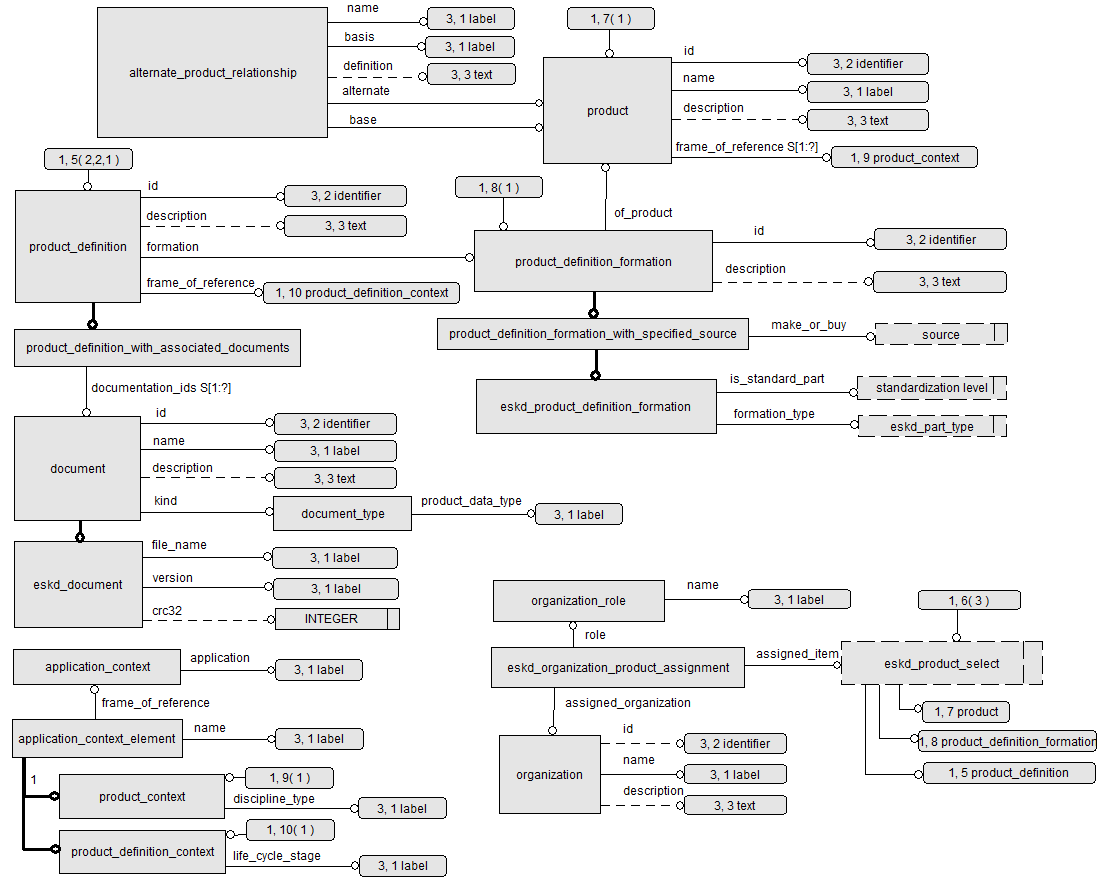 name
3, 1 label
basis
3, 1 label
definition
3, 3 text
alternate
base
alternate_product_relationship
1, 7( 1 )
product
id
3, 2 identifier
name
3, 1 label
description
3, 3 text
frame_of_reference S[1:?]
1, 9 product_context
1, 5( 2,2,1 )
product_definition
id
3, 2 identifier
description
3, 3 text
formation
frame_of_reference
1, 10 product_definition_context
1, 8( 1 )
of_product
product_definition_formation
id
3, 2 identifier
description
3, 3 text
product_definition_with_associated_documents
product_definition_formation_with_specified_source
make_or_buy
source
documentation_ids S[1:?]
eskd_product_definition_formation
is_standard_part
standardization level
formation_type
eskd_part_type
document
id
3, 2 identifier
name
3, 1 label
description
3, 3 text
kind
document_type
product_data_type
3, 1 label
eskd_document
file_name
3, 1 label
version
3, 1 label
crc32
INTEGER
organization_role
name
3, 1 label
role
1, 6( 3 )
eskd_organization_product_assignment
assigned_item
eskd_product_select
assigned_organization
1, 7 product
1, 8 product_definition_formation
1, 5 product_definition
organization
id
3, 2 identifier
name
3, 1 label
description
3, 3 text
application_context
application
3, 1 label
frame_of_reference
application_context_element
name
3, 1 label
1
product_context
1, 9( 1 )
discipline_type
3, 1 label
product_definition_context
1, 10( 1 )
life_cycle_stage
3, 1 label